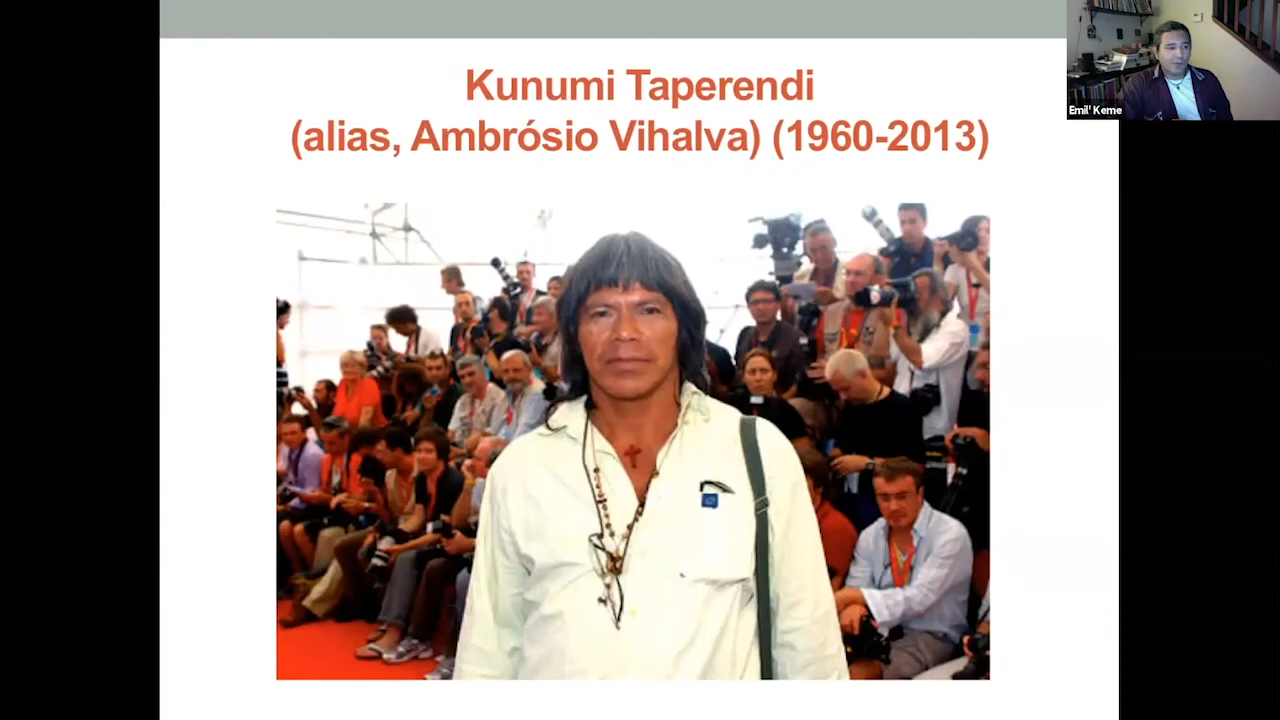 Kunumi Taperendi
(alias, Ambrósio Vihalva) (1960-2013)
Emil' Keme